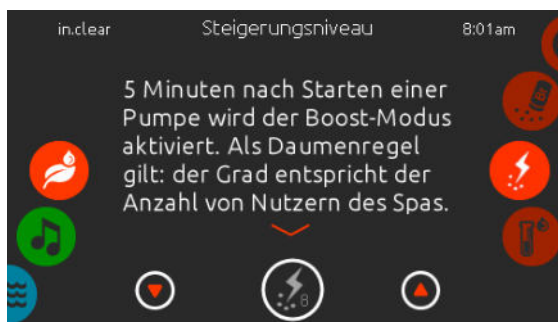 in.clear Steigerungsniveau 8:01am
5 Minuten nach Starten einer
Pumpe wird der Boost-Modus
aktiviert. Als Daumenregel
gilt: der Grad entspricht der
Anzahl von Nutzern des Spas.
8